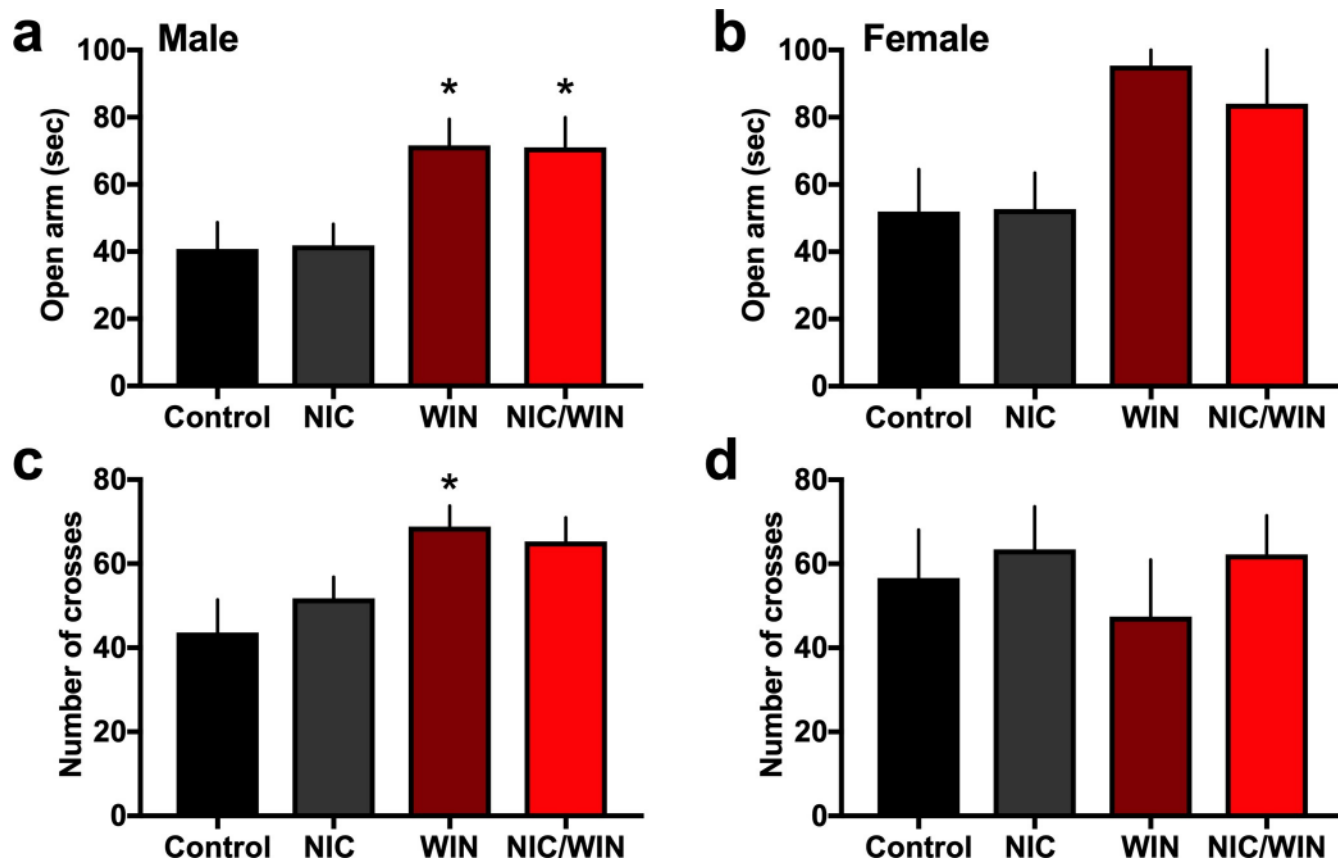 a Male
Open arm (sec)
100
80
60
40
20
0
* *
Control NIC WIN NIC/WIN
b Female
Open arm (sec)
100
80
60
40
20
0
Control NIC WIN NIC/WIN
c
Number of crosses
80
60
40
20
0
*
Control NIC WIN NIC/WIN
d
Number of crosses
80
60
40
20
0
Control NIC WIN NIC/WIN